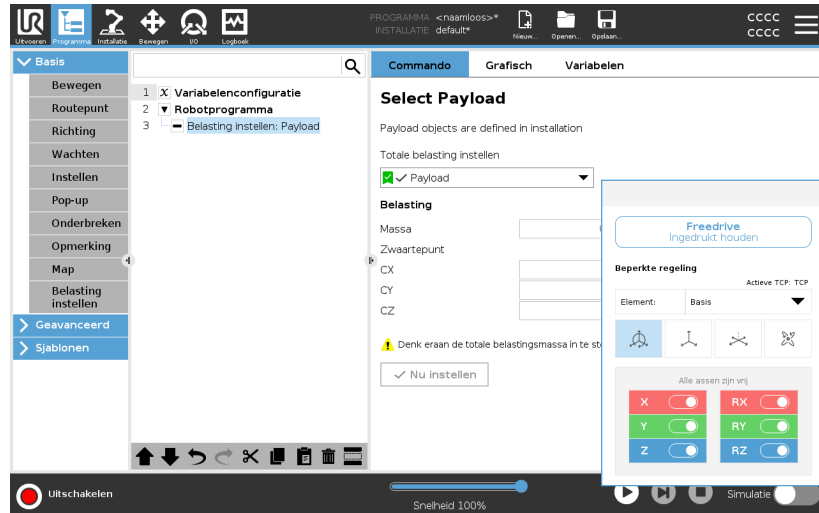 PROGRAMMA <naamloos>*
INSTALLATIE default*
Uitvoeren Programma Installatie Bewegen I/O Logboek
Nieuw... Openen... Opslaan...
cccc
cccc
Basis
Bewegen
Routepunt
Richting
Wachten
Instellen
Pop-up
Onderbreken
Opmerking
Map
Belasting
instellen
Geavanceerd
Sjablonen
1 X Variabelenconfiguratie
2 Robotprogramma
3 Belasting instellen: Payload
Commando Grafisch Variabelen
Select Payload
Payload objects are defined in installation
Totale belasting instellen
Payload
Belasting
Massa
Zwaartepunt
CX
CY
CZ
Denk eraan de totale belastingsmassa in te
Nu instellen
Freedrive
Ingedrukt houden
Beperkte regeling
Actieve TCP: TCP
Element: Basis
Alle assen zijn vrij
X RX
Y RY
Z RZ
Uitschakelen
Snelheid 100%
Simulatie